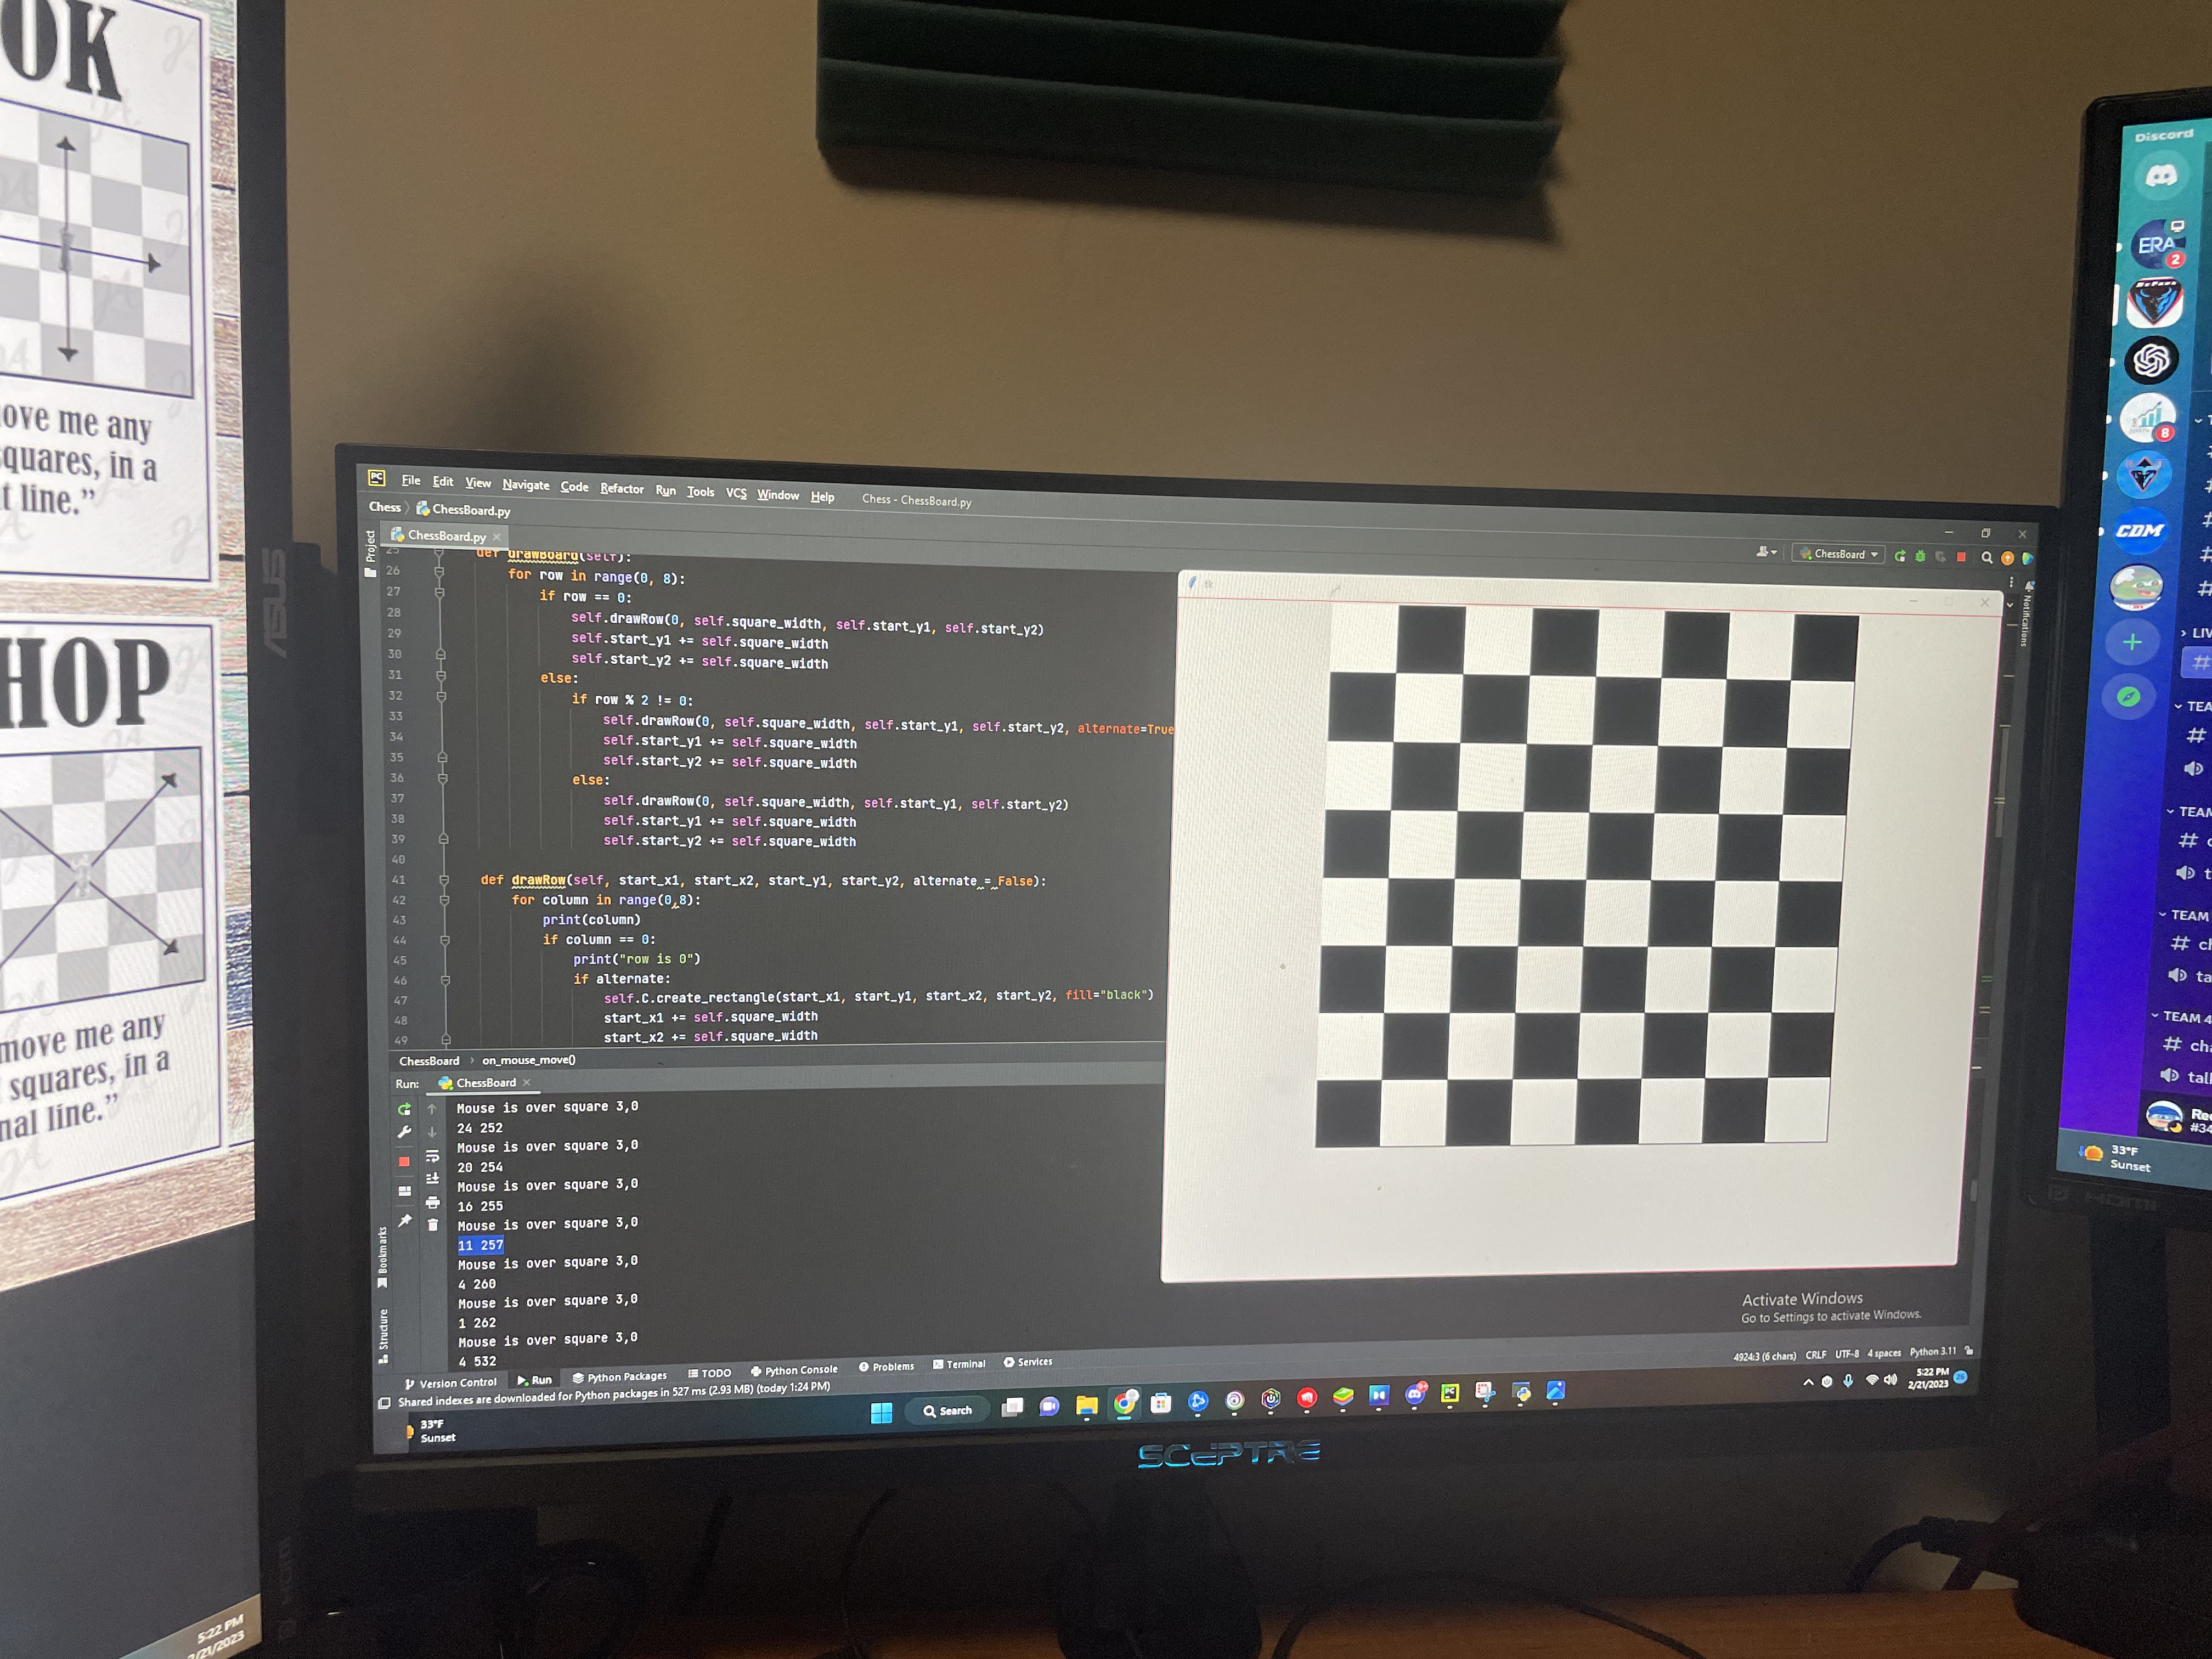 OK
ove me any
squares, in a
t line.”
HOP
move me any
squares, in a
nal line.”
5:22 PM
/21/2023
ASUS
HDMI
PC
File Edit View Navigate Code Refactor Run Tools VCS Window Help Chess - ChessBoard.py
Chess ChessBoard.py
ChessBoard.py
ChessBoard
Project
Notifications
25 def drawBoard(self):
26 for row in range(0, 8):
27 if row == 0:
28 self.drawRow(0, self.square_width, self.start_y1, self.start_y2)
29 self.start_y1 += self.square_width
30 self.start_y2 += self.square_width
31 else:
32 if row % 2 != 0:
33 self.drawRow(0, self.square_width, self.start_y1, self.start_y2, alternate=True
34 self.start_y1 += self.square_width
35 self.start_y2 += self.square_width
36 else:
37 self.drawRow(0, self.square_width, self.start_y1, self.start_y2)
38 self.start_y1 += self.square_width
39 self.start_y2 += self.square_width
40
41 def drawRow(self, start_x1, start_x2, start_y1, start_y2, alternate = False):
42 for column in range(0,8):
43 print(column)
44 if column == 0:
45 print("row is 0")
46 if alternate:
47 self.C.create_rectangle(start_x1, start_y1, start_x2, start_y2, fill="black")
48 start_x1 += self.square_width
49 start_x2 += self.square_width
ChessBoard › on_mouse_move()
Run: ChessBoard
Mouse is over square 3,0
24 252
Mouse is over square 3,0
20 254
Mouse is over square 3,0
16 255
Mouse is over square 3,0
11 257
Mouse is over square 3,0
4 260
Mouse is over square 3,0
1 262
Mouse is over square 3,0
4 532
Bookmarks
Structure
tk
Activate Windows
Go to Settings to activate Windows.
Version Control Run Python Packages TODO Python Console Problems Terminal Services
Shared indexes are downloaded for Python packages in 527 ms (2.93 MB) (today 1:24 PM)
4924:3 (6 chars) CRLF UTF-8 4 spaces Python 3.11
33°F
Sunset
Search
5:22 PM
2/21/2023
SCEPTRE
Discord
ERA
2
8
CDM
LIV
#
TEA
#
TEAM
#
TEAM
# ch
ta
TEAM 4
# cha
talk
Re
#34
33°F
Sunset
HDMI